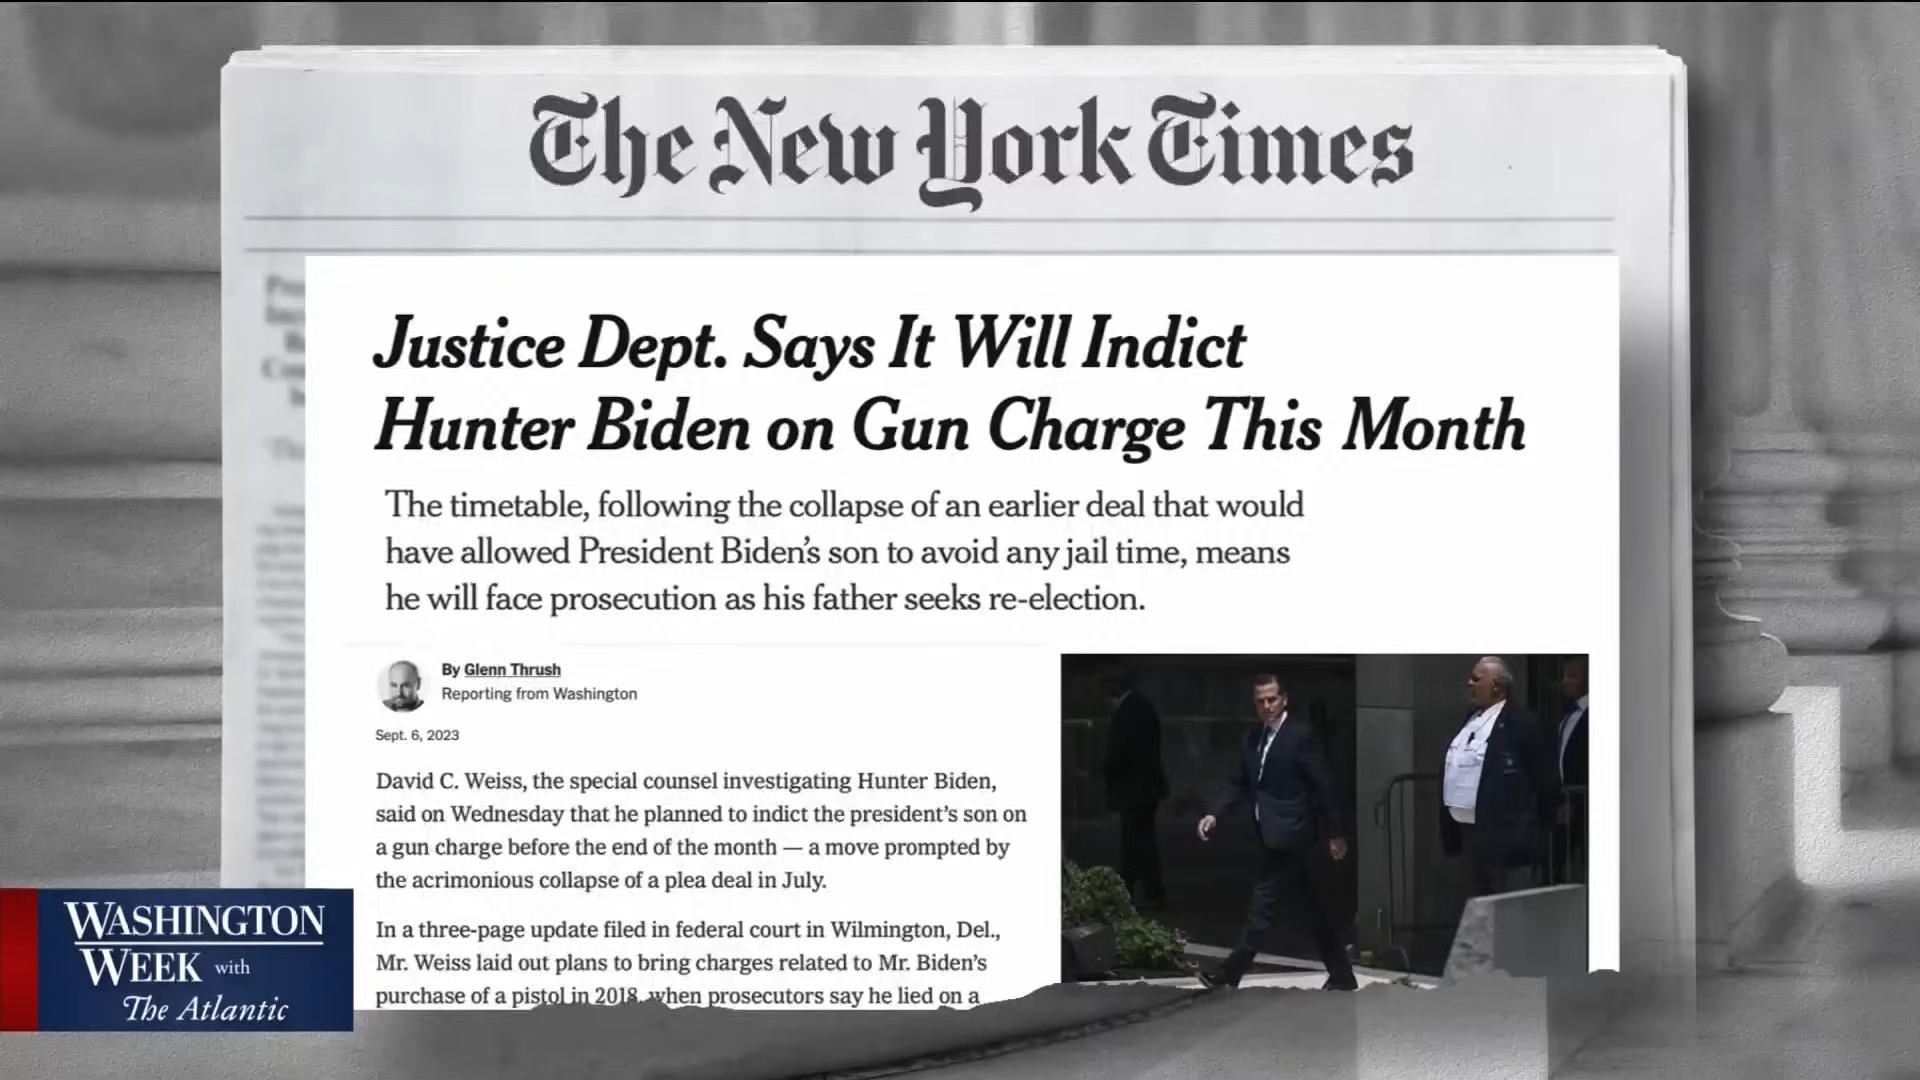 The New York Times
Justice Dept. Says It Will Indict
Hunter Biden on Gun Charge This Month
The timetable, following the collapse of an earlier deal that would
have allowed President Biden's son to avoid any jail time, means
he will face prosecution as his father seeks re-election.
By Glenn Thrush
Reporting from Washington
Sept. 6, 2023
David C. Weiss, the special counsel investigating Hunter Biden,
said on Wednesday that he planned to indict the president's son on
a gun charge before the end of the month — a move prompted by
the acrimonious collapse of a plea deal in July.
In a three-page update filed in federal court in Wilmington, Del.,
Mr. Weiss laid out plans to bring charges related to Mr. Biden's
purchase of a pistol in 2018, when prosecutors say he lied on a
WASHINGTON
WEEK with
The Atlantic